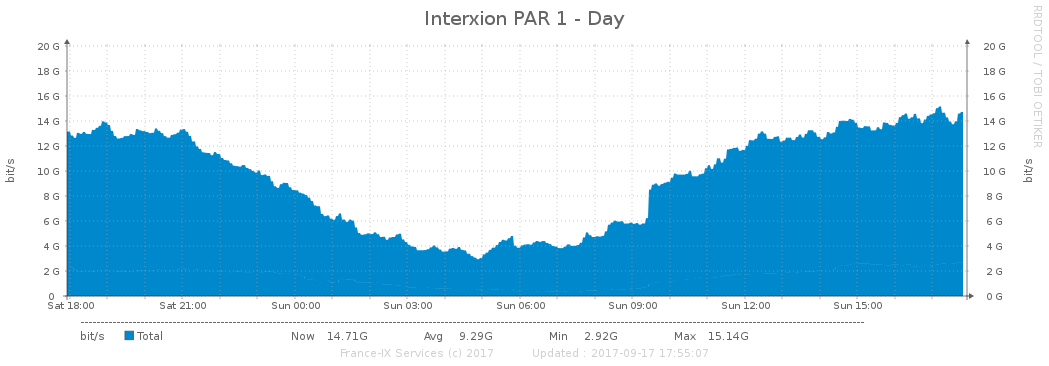 Interxion PAR 1 - Day
RRDTOOL / TOBI OETIKER
20 G 20 G
18 G 18 G
16 G 16 G
14 G 14 G
12 G 12 G
10 G 10 G
8 G 8 G
6 G 6 G
4 G 4 G
2 G 2 G
0 0 G
bit/s
bit/s
Sat 18:00 Sat 21:00 Sun 00:00 Sun 03:00 Sun 06:00 Sun 09:00 Sun 12:00 Sun 15:00
bit/s Total Now 14.71G Avg 9.29G Min 2.92G Max 15.14G
France-IX Services (c) 2017 Updated : 2017-09-17 17:55:07